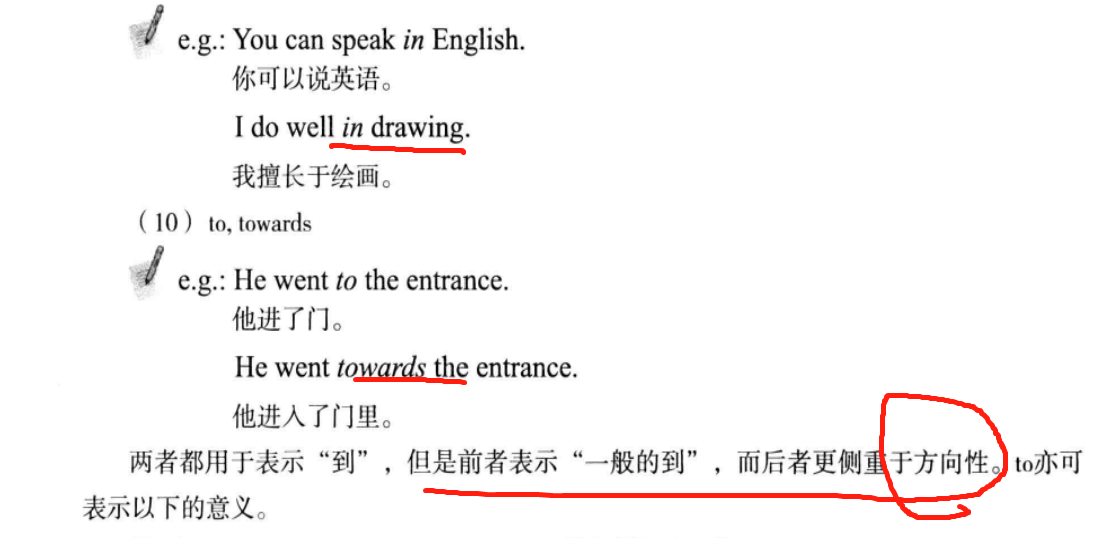 e.g.: You can speak in English.
你可以说英语。
I do well in drawing.
我擅长于绘画。
（10）to, towards
e.g.: He went to the entrance.
他进了门。
He went towards the entrance.
他进入了门里。
两者都用于表示“到”，但是前者表示“一般的到”，而后者更侧重于方向性。to亦可
表示以下的意义。